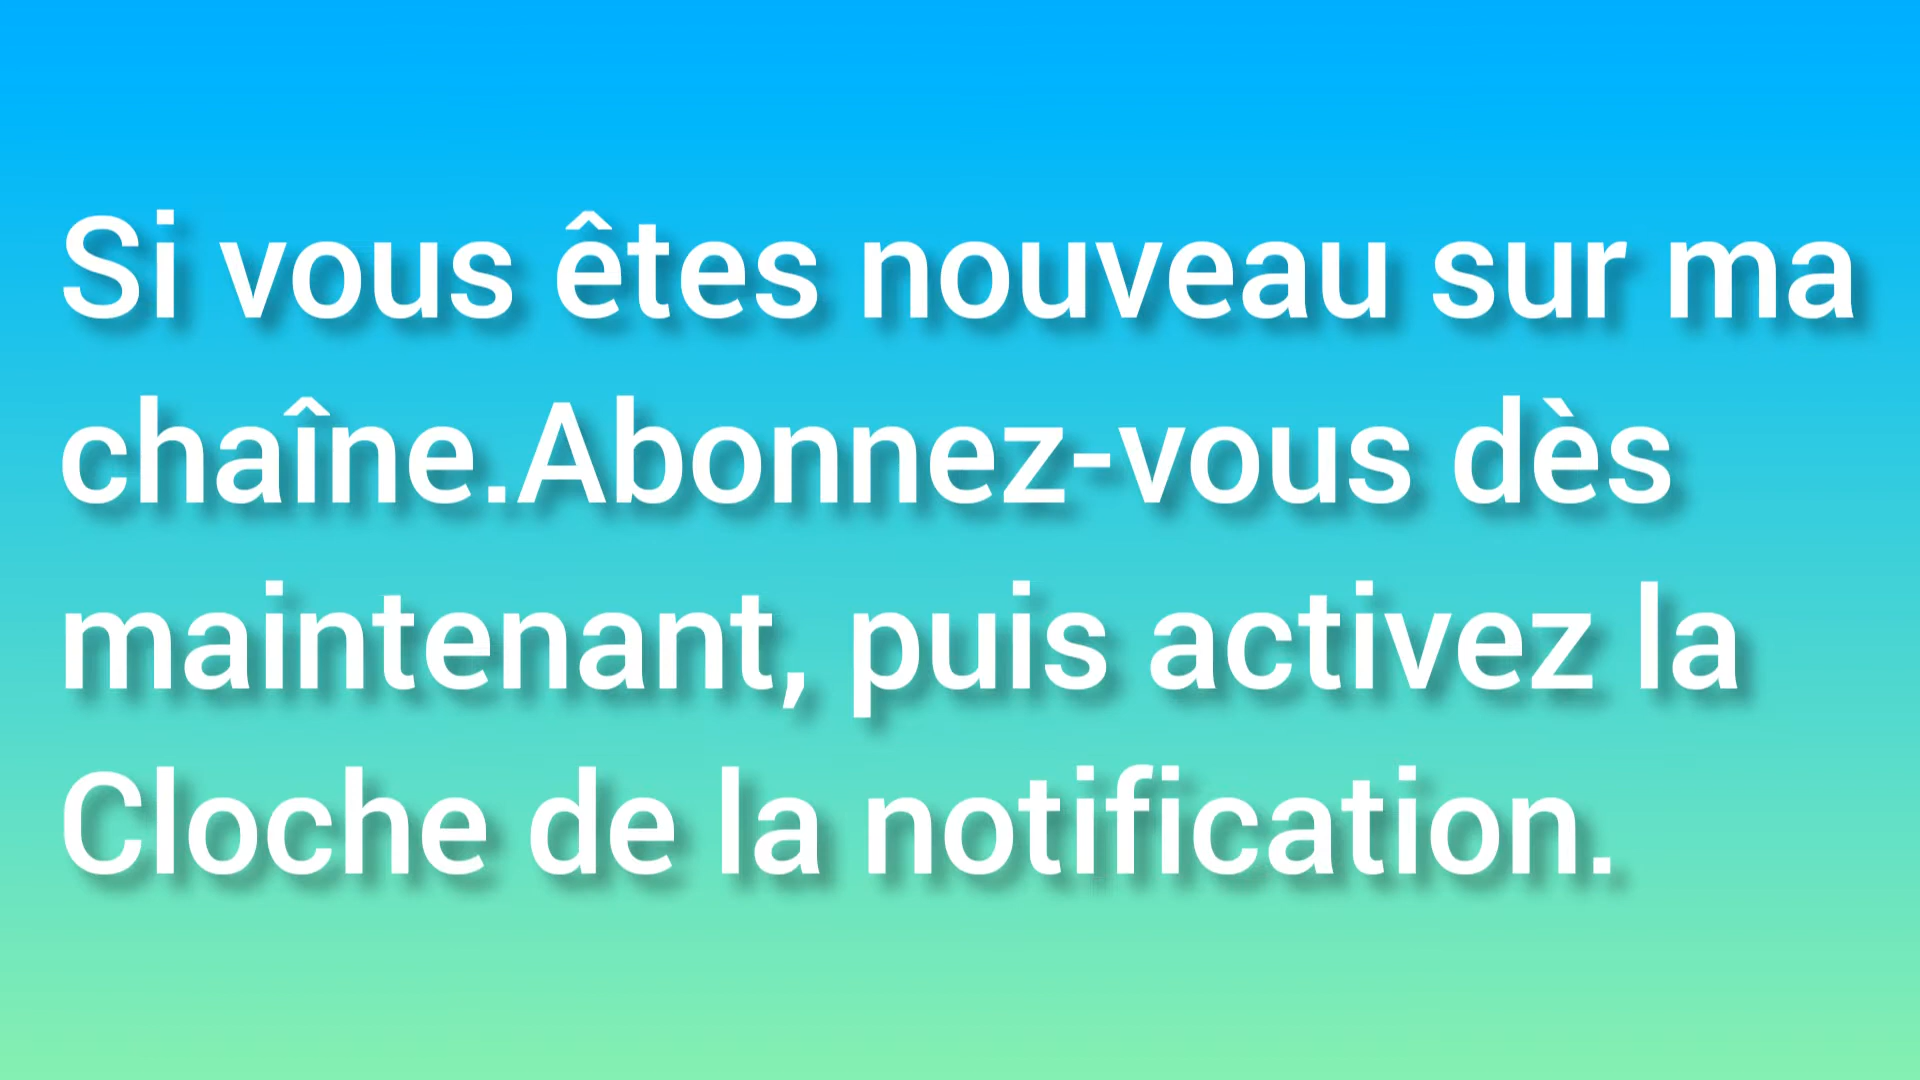 Si vous êtes nouveau sur ma
chaîne.Abonnez-vous dès
maintenant, puis activez la
Cloche de la notification.